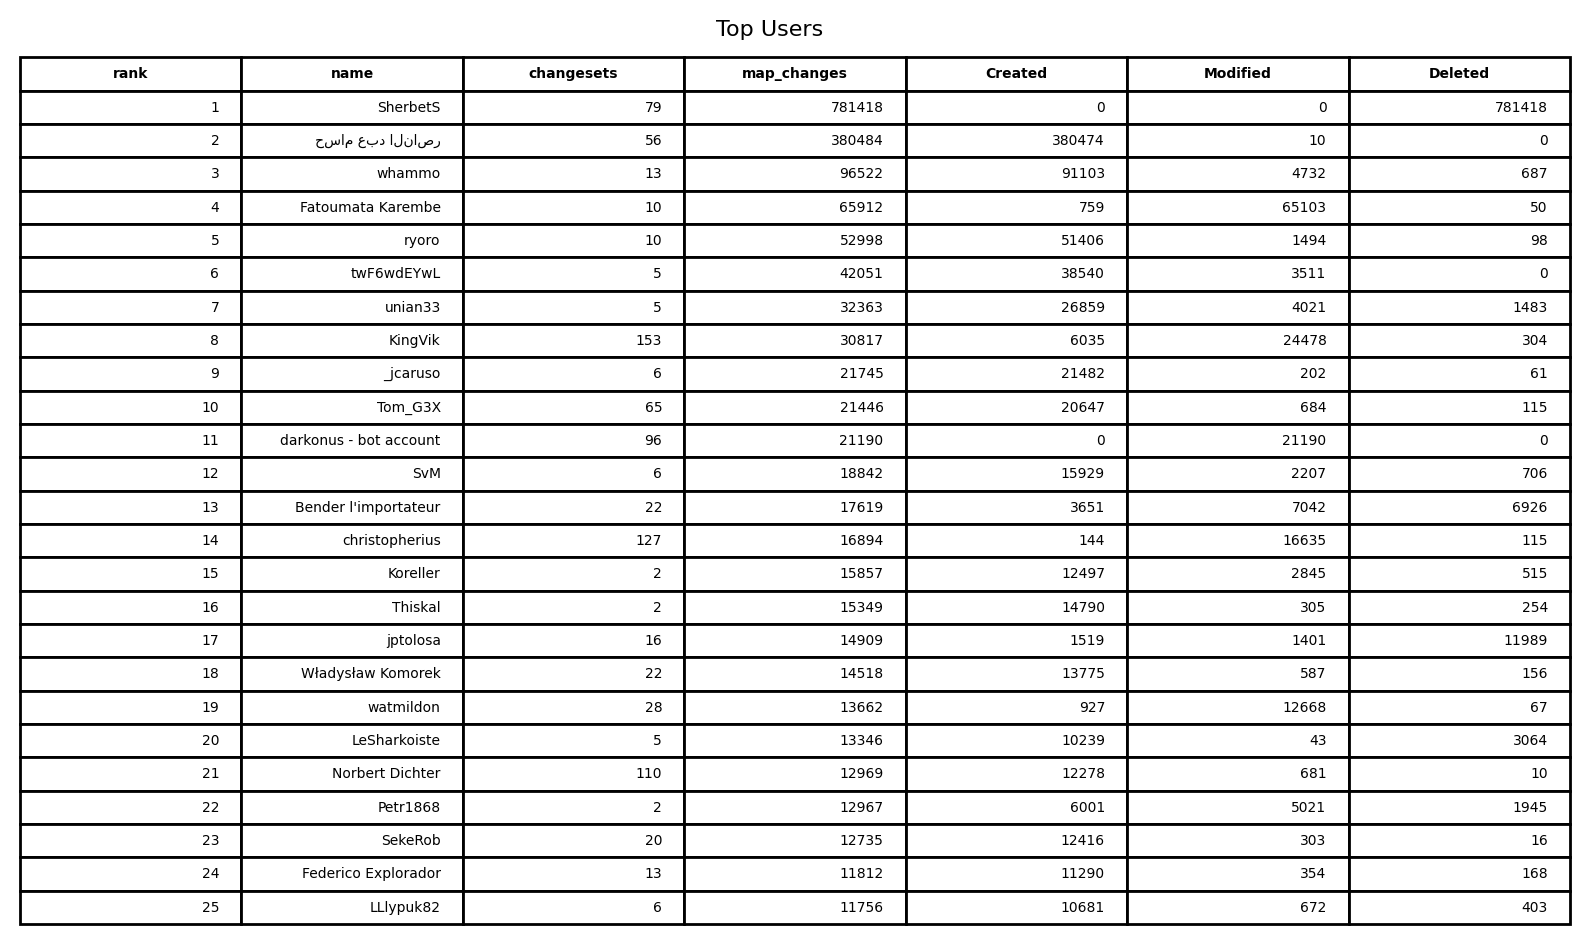 Top Users
rank name changesets map_changes Created Modified Deleted
1 SherbetS 79 781418 0 0 781418
2 حسام عبد الناصر 56 380484 380474 10 0
3 whammo 13 96522 91103 4732 687
4 Fatoumata Karembe 10 65912 759 65103 50
5 ryoro 10 52998 51406 1494 98
6 twF6wdEYwL 5 42051 38540 3511 0
7 unian33 5 32363 26859 4021 1483
8 KingVik 153 30817 6035 24478 304
9 _jcaruso 6 21745 21482 202 61
10 Tom_G3X 65 21446 20647 684 115
11 darkonus - bot account 96 21190 0 21190 0
12 SvM 6 18842 15929 2207 706
13 Bender l'importateur 22 17619 3651 7042 6926
14 christopherius 127 16894 144 16635 115
15 Koreller 2 15857 12497 2845 515
16 Thiskal 2 15349 14790 305 254
17 jptolosa 16 14909 1519 1401 11989
18 Władysław Komorek 22 14518 13775 587 156
19 watmildon 28 13662 927 12668 67
20 LeSharkoiste 5 13346 10239 43 3064
21 Norbert Dichter 110 12969 12278 681 10
22 Petr1868 2 12967 6001 5021 1945
23 SekeRob 20 12735 12416 303 16
24 Federico Explorador 13 11812 11290 354 168
25 LLlypuk82 6 11756 10681 672 403